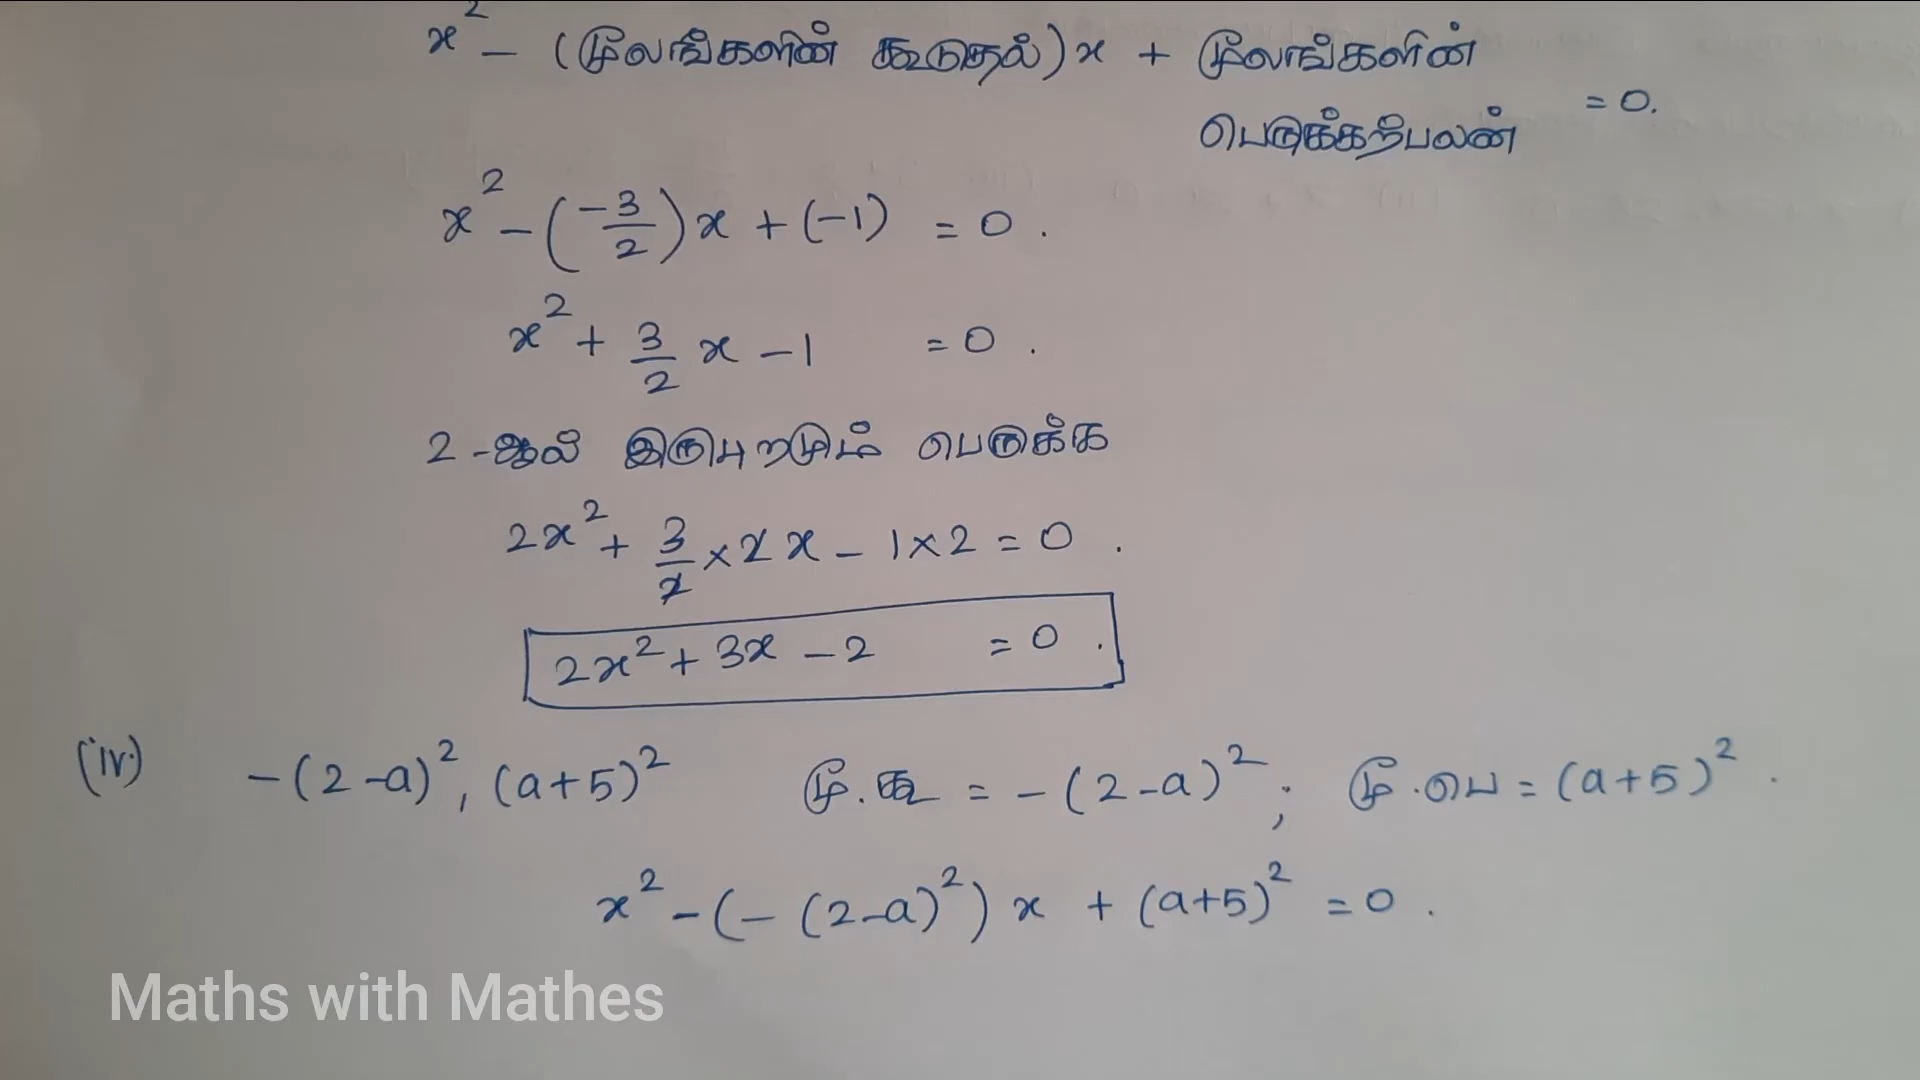 x² - (மூலங்களின் கூடுதல்) x + மூலங்களின்
பெருக்கற்பலன் = 0.
x² - (-3/2) x + (-1) = 0.
x² + 3/2 x - 1 = 0.
2-ஆல் இருபுறமும் பெருக்க
2x² + 3/2 × 2x - 1×2 = 0.
2x² + 3x - 2 = 0.
(iv) -(2-a)², (a+5)² மூ.கூ = -(2-a)²; மூ.பெ = (a+5)².
x² - (-(2-a)²) x + (a+5)² = 0.
Maths with Mathes